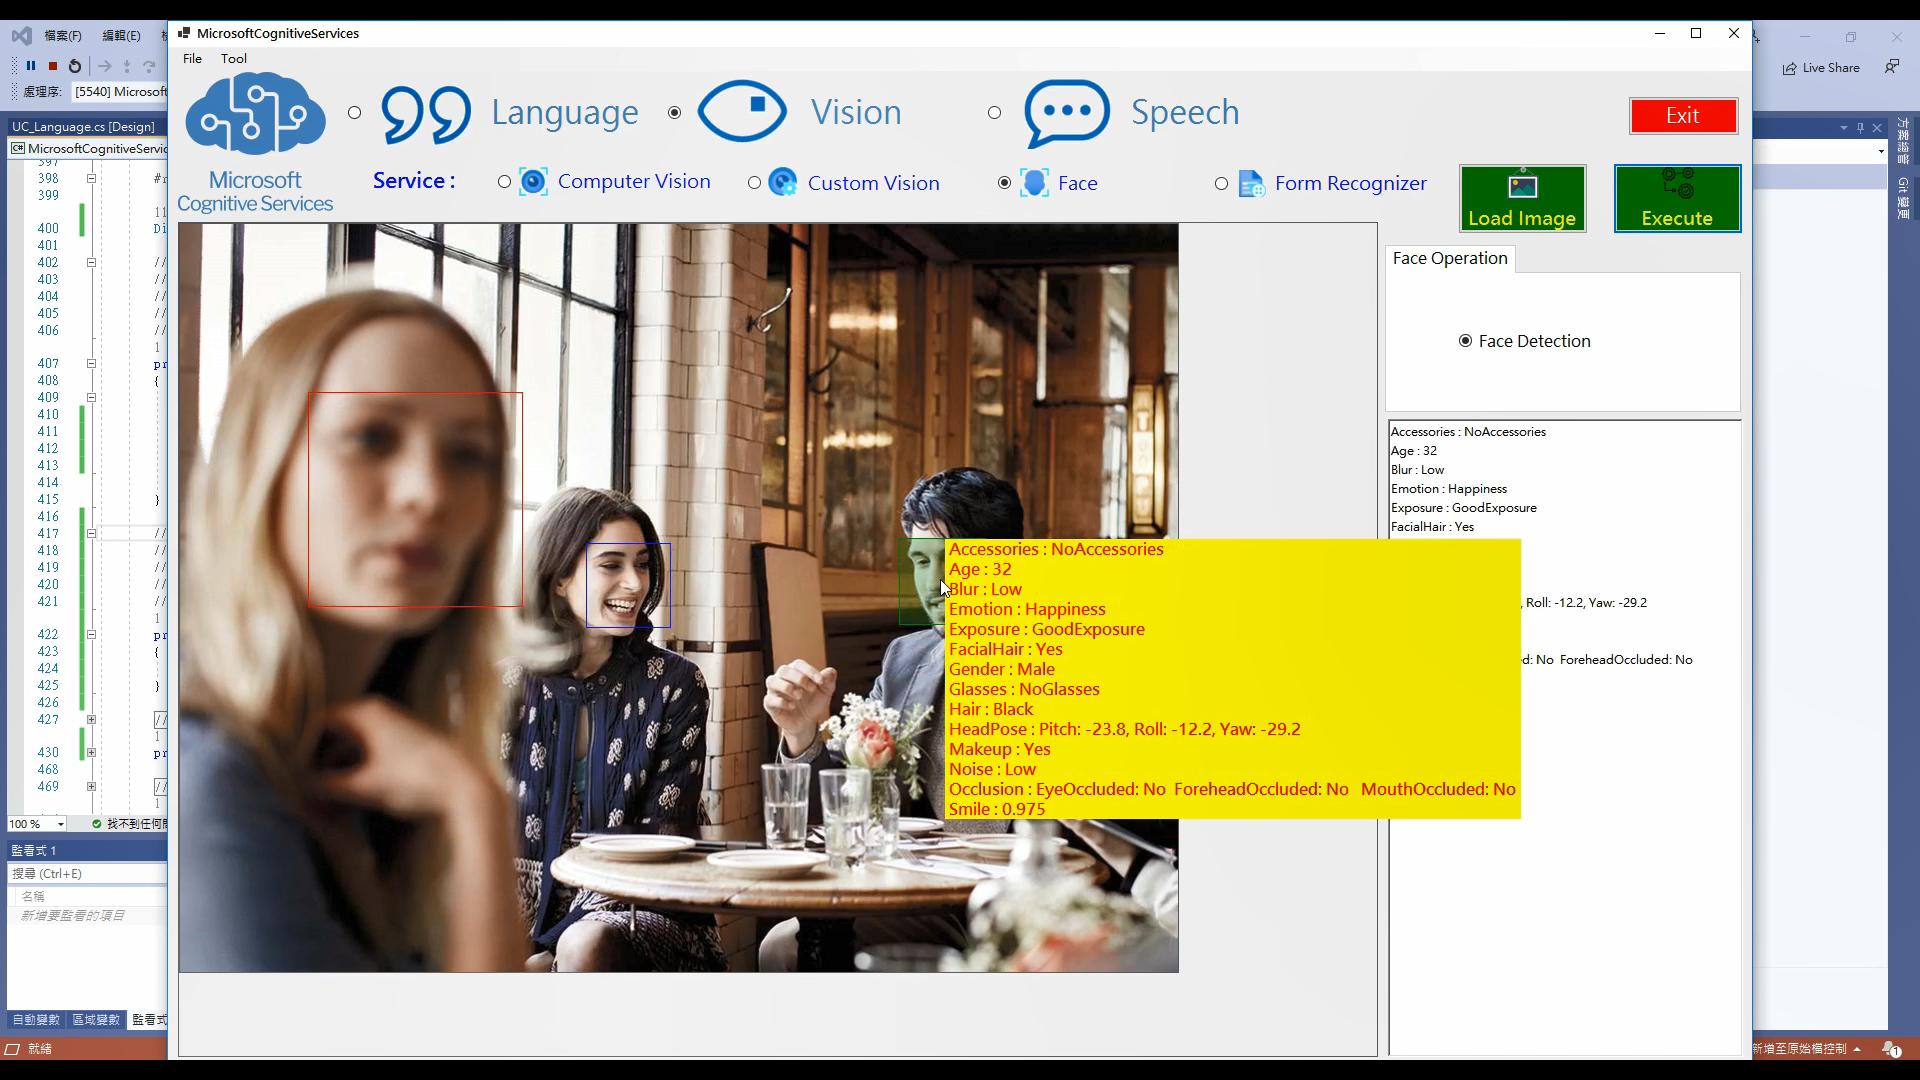 MicrosoftCognitiveServices
File Tool
檔案(F) 編輯(E)
Live Share
處理序: [5540] Microsoft
Language
Vision
Speech
Exit
Microsoft
Cognitive Services
Service :
Computer Vision
Custom Vision
Face
Form Recognizer
Load Image
Execute
UC_Language.cs [Design]
C# MicrosoftCognitiveServic
397
398
399
400
401
402
403
404
405
406
407
408
409
410
411
412
413
414
415
416
417
418
419
420
421
422
423
424
425
426
427
430
468
469
Face Operation
Face Detection
Accessories : NoAccessories
Age : 32
Blur : Low
Emotion : Happiness
Exposure : GoodExposure
FacialHair : Yes
, Roll: -12.2, Yaw: -29.2
d: No ForeheadOccluded: No
Accessories : NoAccessories
Age : 32
Blur : Low
Emotion : Happiness
Exposure : GoodExposure
FacialHair : Yes
Gender : Male
Glasses : NoGlasses
Hair : Black
HeadPose : Pitch: -23.8, Roll: -12.2, Yaw: -29.2
Makeup : Yes
Noise : Low
Occlusion : EyeOccluded: No ForeheadOccluded: No MouthOccluded: No
Smile : 0.975
方案總管
Git 變更
100 %
找不到任何問
監看式 1
搜尋 (Ctrl+E)
名稱
新增要監看的項目
自動變數 區域變數 監看式
就緒
新增至原始檔控制
1